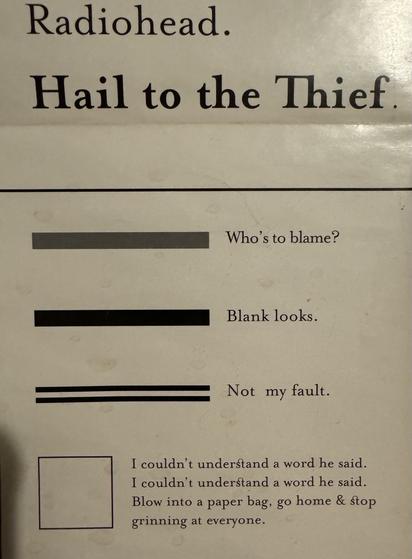 Radiohead.
Hail to the Thief.
Who's to blame?
Blank looks.
Not my fault.
I couldn't understand a word he said.
I couldn't understand a word he said.
Blow into a paper bag, go home & stop
grinning at everyone.